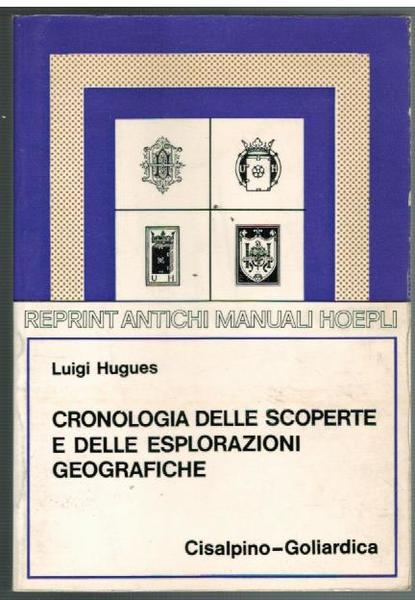 U H
U H
REPRINT ANTICHI MANUALI HOEPLI
Luigi Hugues
CRONOLOGIA DELLE SCOPERTE
E DELLE ESPLORAZIONI
GEOGRAFICHE
Cisalpino-Goliardica